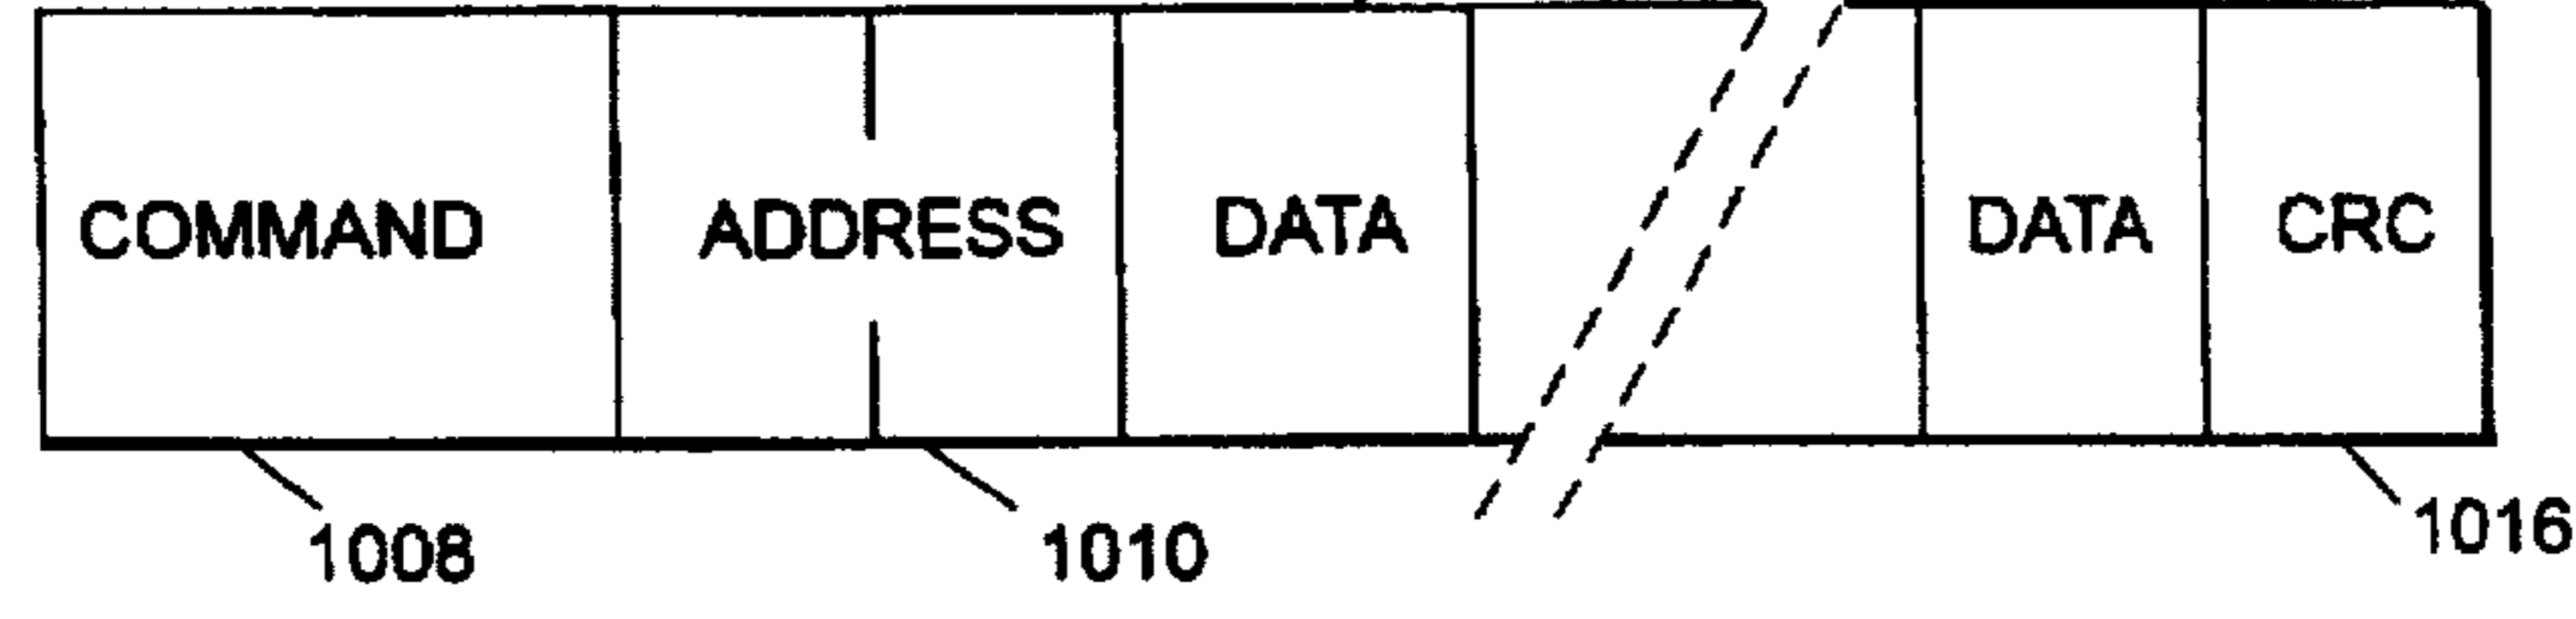 COMMAND ADDRESS DATA DATA CRC
1008 1010 1016